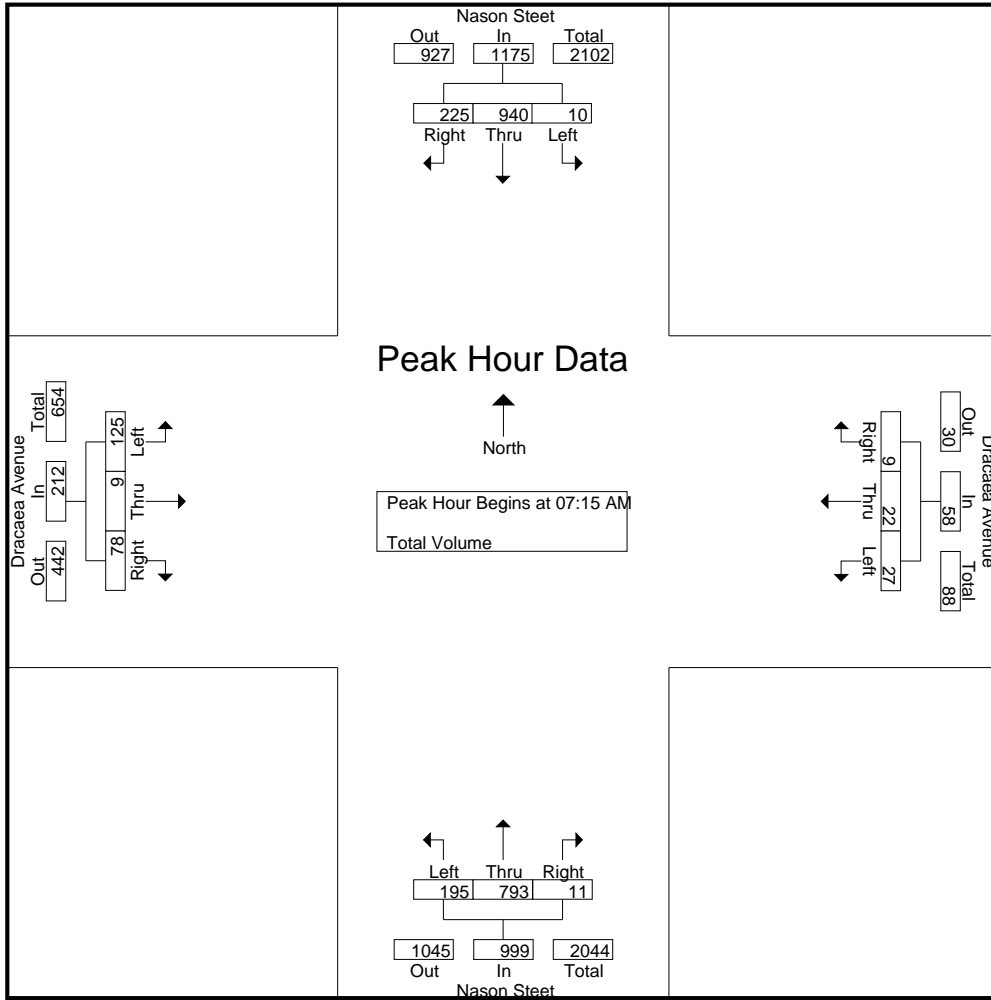 Nason Steet
Out In Total
927 1175 2102
225 940 10
Right Thru Left
Peak Hour Data
North
Peak Hour Begins at 07:15 AM
Total Volume
Dracaea Avenue
Out In Total
442 212 654
Right Thru Left
78 9 125
Dracaea Avenue
Out In Total
30 58 88
Right Thru Left
9 22 27
Left Thru Right
195 793 11
1045 999 2044
Out In Total
Nason Steet